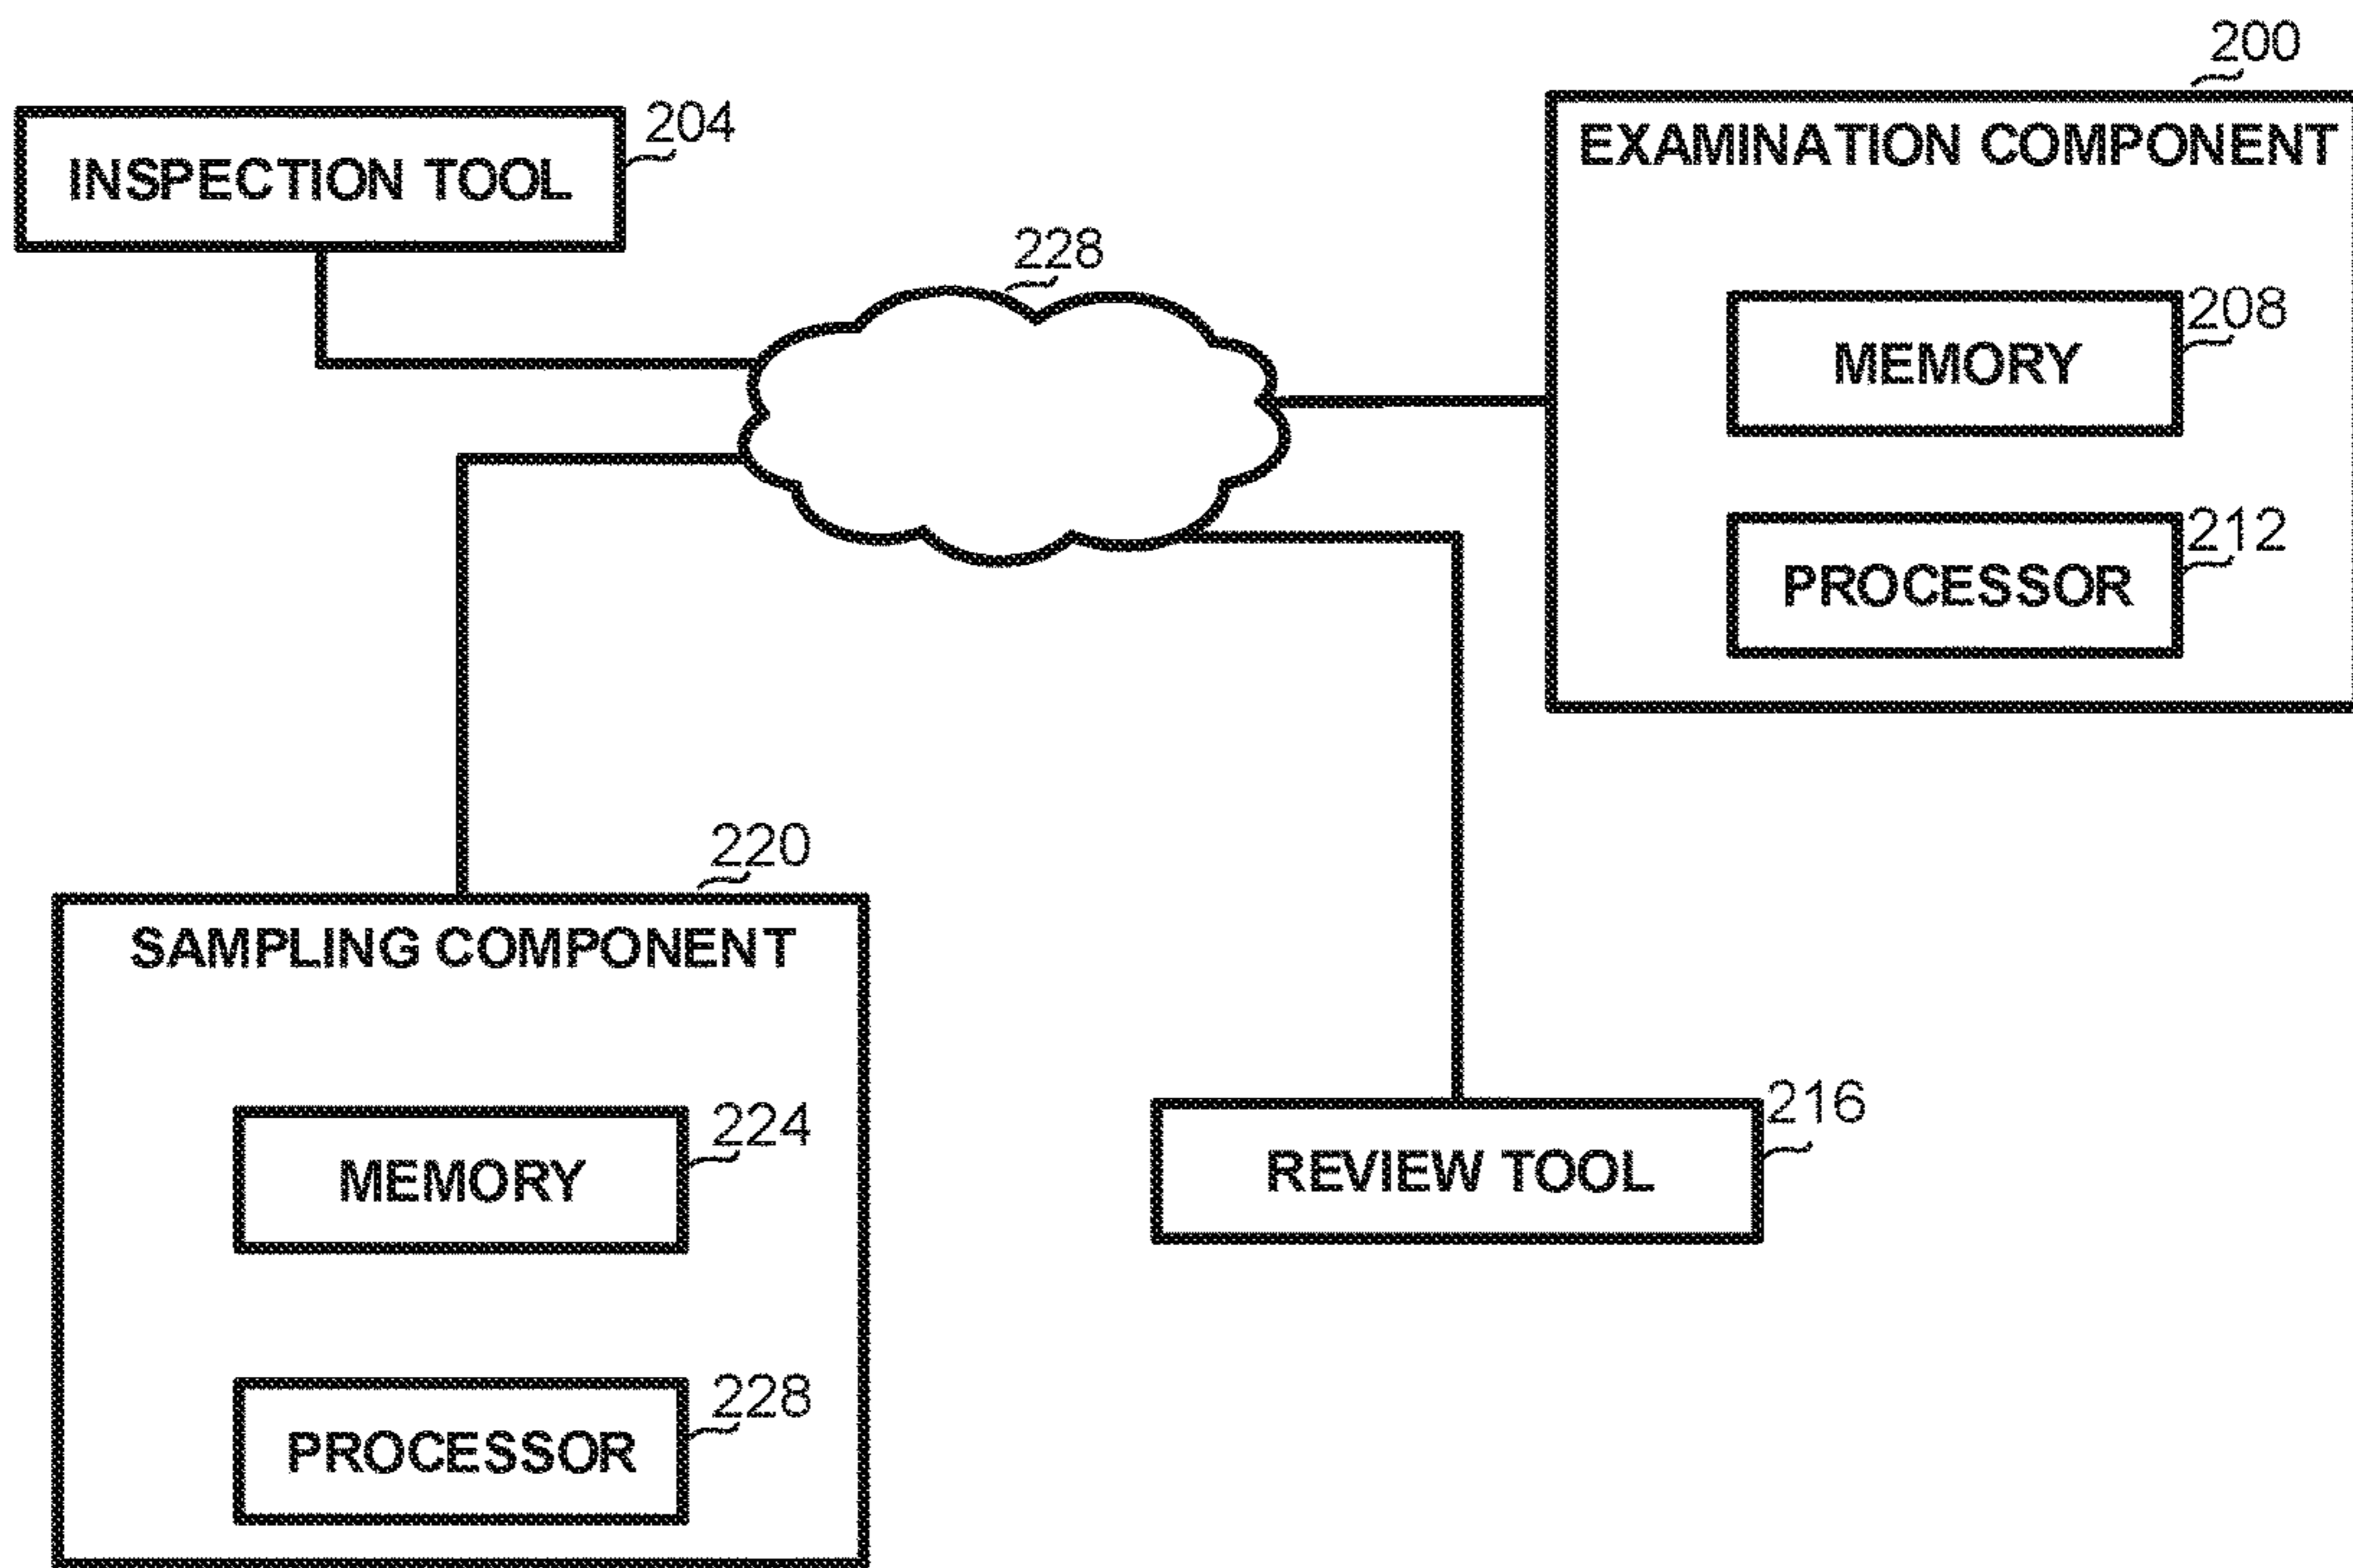 200
204
INSPECTION TOOL
EXAMINATION COMPONENT
228
208
MEMORY
212
PROCESSOR
220
SAMPLING COMPONENT
224
MEMORY
216
REVIEW TOOL
228
PROCESSOR